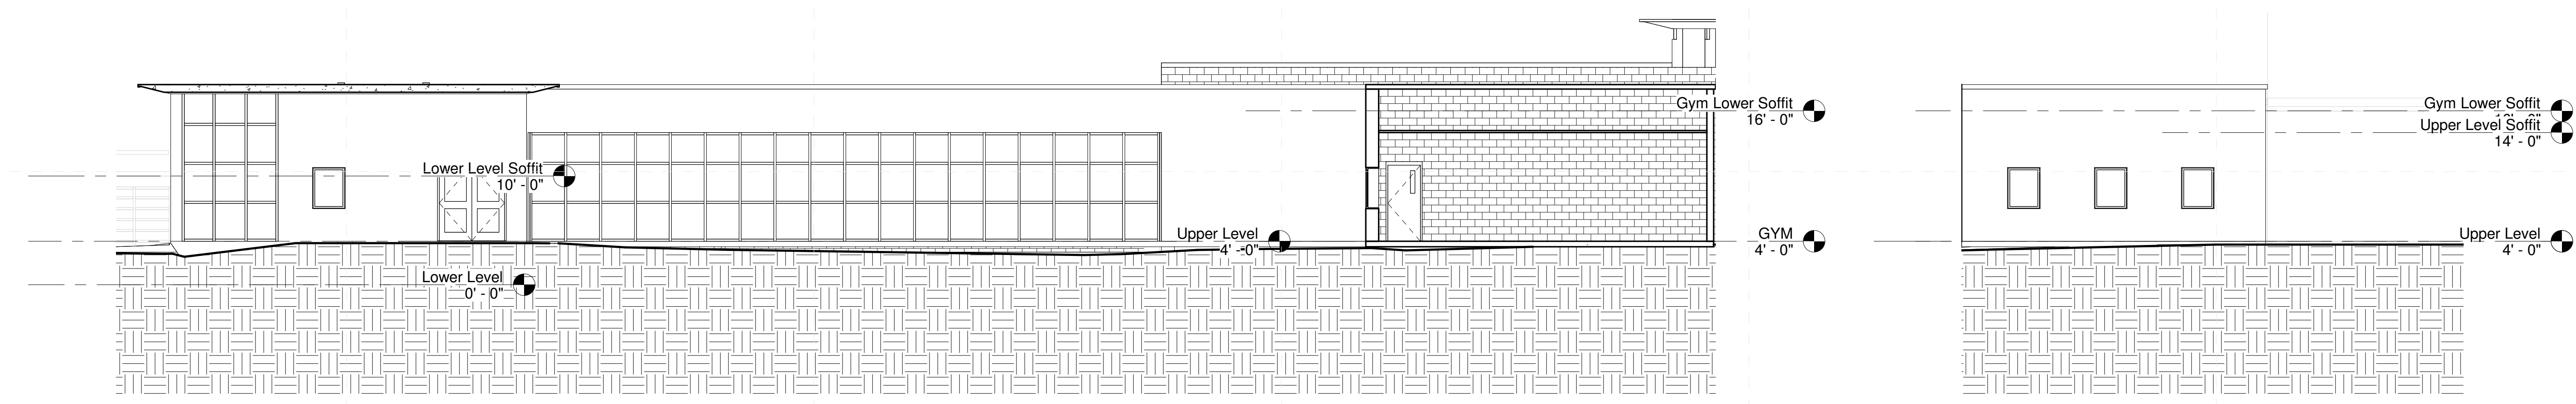 Gym Lower Soffit
16' - 0"
Gym Lower Soffit
Upper Level Soffit
14' - 0"
Lower Level Soffit
10' - 0"
Upper Level
4' - 0"
GYM
4' - 0"
Upper Level
4' - 0"
Lower Level
0' - 0"